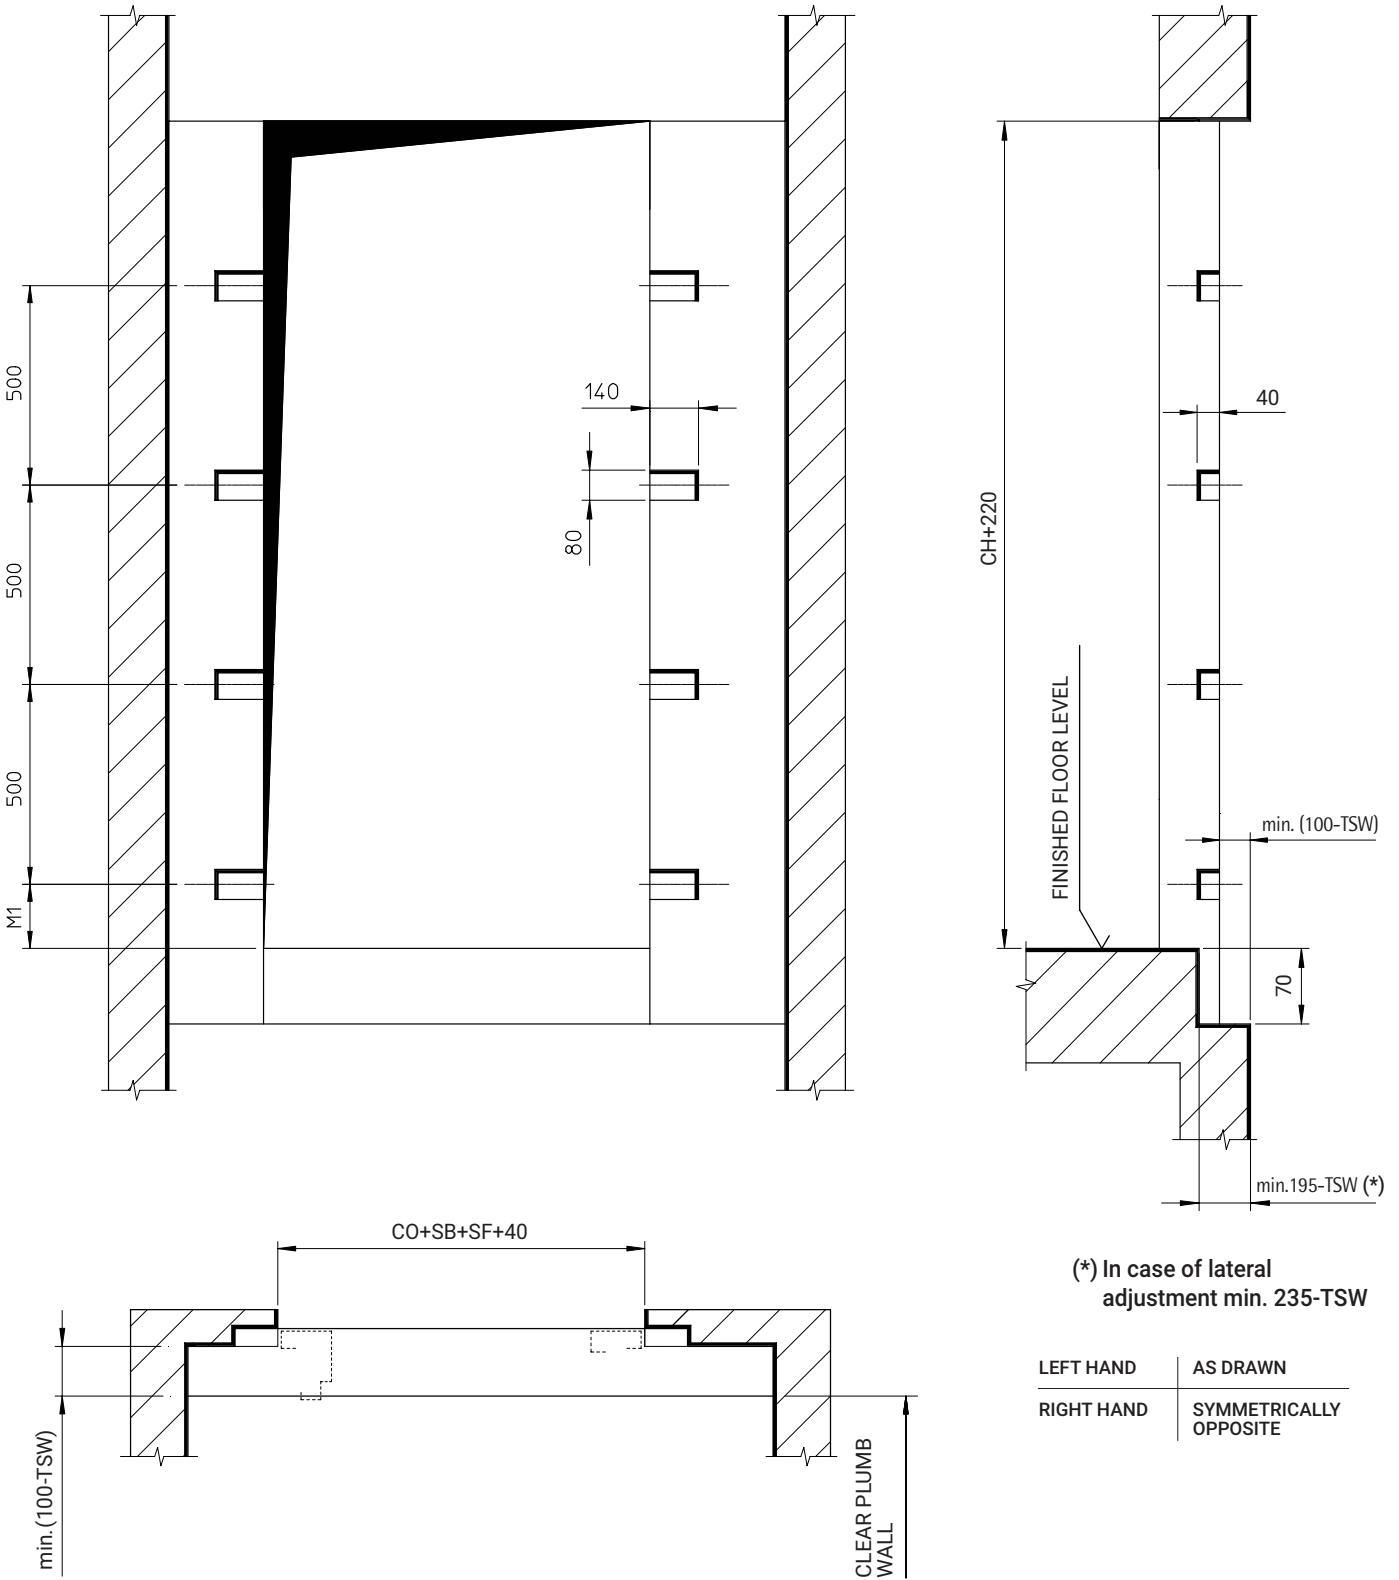 500
500
500
M1
140
80
40
CH+220
FINISHED FLOOR LEVEL
min. (100-TSW)
70
min.195-TSW (*)
CO+SB+SF+40
min.(100-TSW)
CLEAR PLUMB
WALL
(*) In case of lateral
adjustment min. 235-TSW
LEFT HAND AS DRAWN
RIGHT HAND SYMMETRICALLY
OPPOSITE